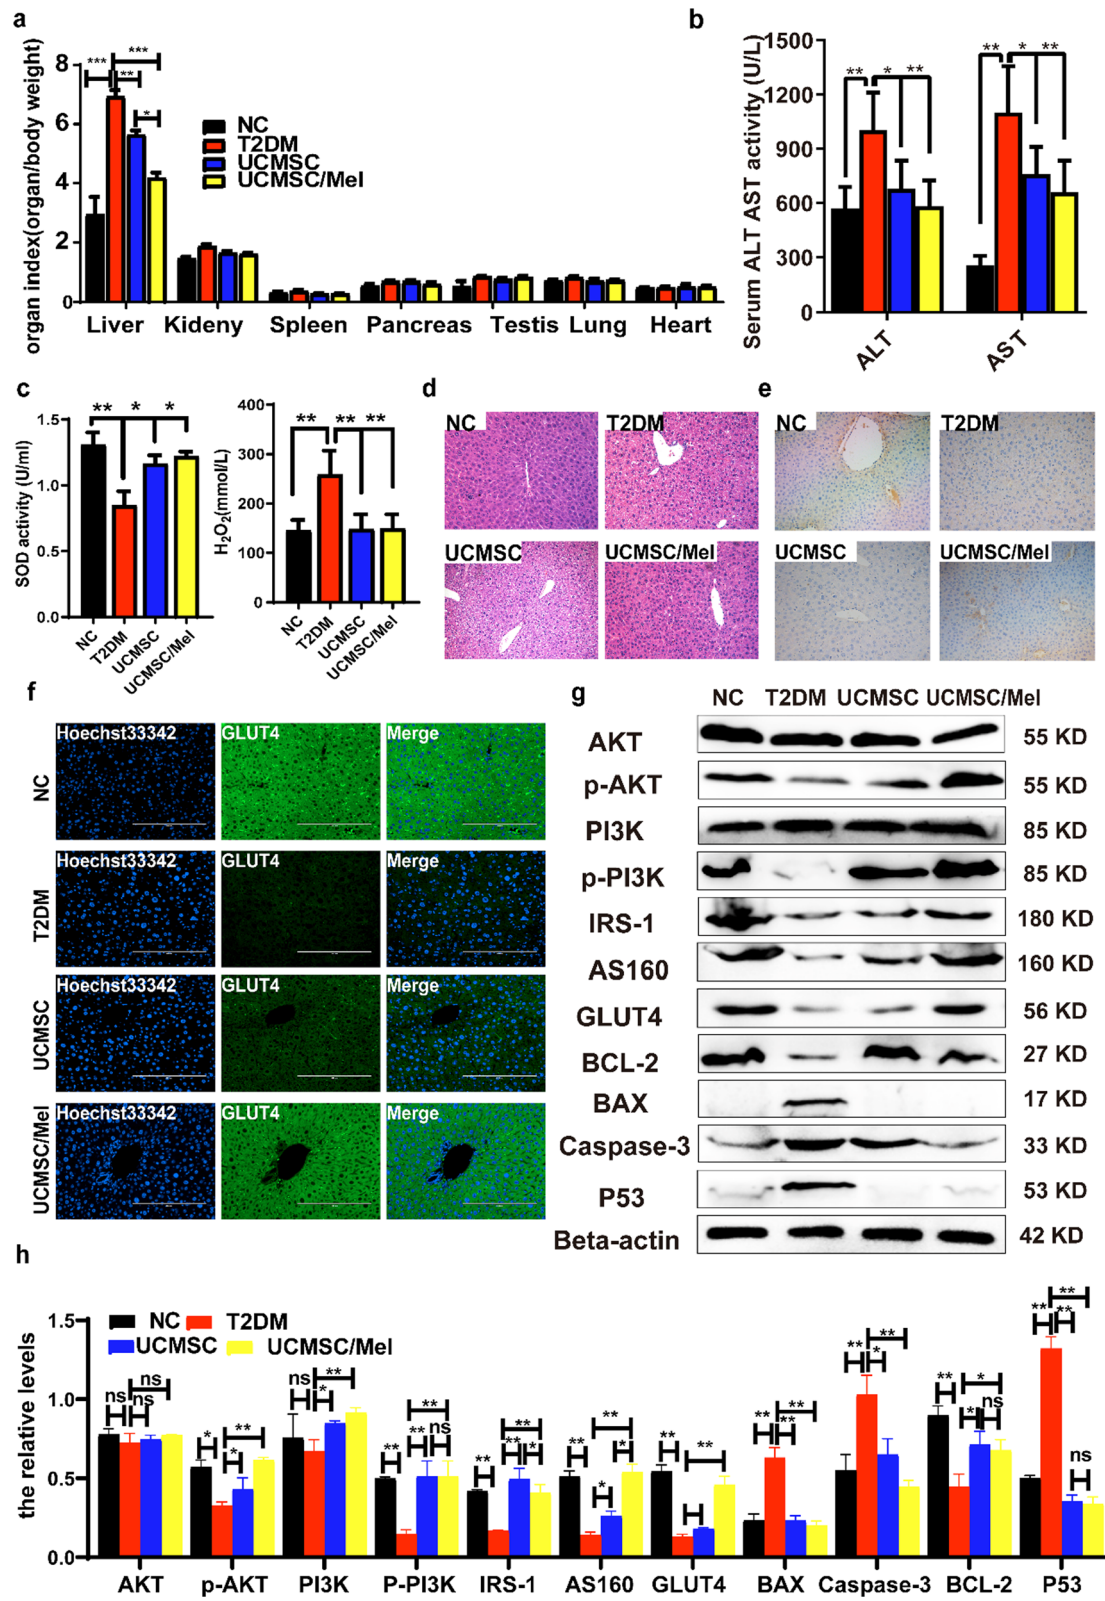 a
organ index(organ/body weight)
8
6
4
2
0
*** *** ** *
NC
T2DM
UCMSC
UCMSC/Mel
Liver Kideny Spleen Pancreas Testis Lung Heart
b
Serum ALT AST activity (U/L)
1500
1200
900
600
300
0
** * ** ** * **
ALT AST
c
SOD activity (U/ml)
1.5
1.0
0.5
0.0
** * *
NC T2DM UCMSC UCMSC/Mel
H2O2(mmol/L)
400
300
200
100
0
** ** **
NC T2DM UCMSC UCMSC/Mel
d
NC T2DM
UCMSC UCMSC/Mel
e
NC T2DM
UCMSC UCMSC/Mel
f
NC
Hoechst33342 GLUT4 Merge
T2DM
Hoechst33342 GLUT4 Merge
UCMSC
Hoechst33342 GLUT4 Merge
UCMSC/Mel
Hoechst33342 GLUT4 Merge
g
NC T2DM UCMSC UCMSC/Mel
AKT 55 KD
p-AKT 55 KD
PI3K 85 KD
p-PI3K 85 KD
IRS-1 180 KD
AS160 160 KD
GLUT4 56 KD
BCL-2 27 KD
BAX 17 KD
Caspase-3 33 KD
P53 53 KD
Beta-actin 42 KD
h
the relative levels
1.5
1.0
0.5
0.0
NC T2DM
UCMSC UCMSC/Mel
ns ns ns
* * **
ns * **
** ** ** ns
** ** ** *
** * ** *
** **
** ** **
** * **
** * * ns
** ** ** ns
AKT p-AKT PI3K P-PI3K IRS-1 AS160 GLUT4 BAX Caspase-3 BCL-2 P53